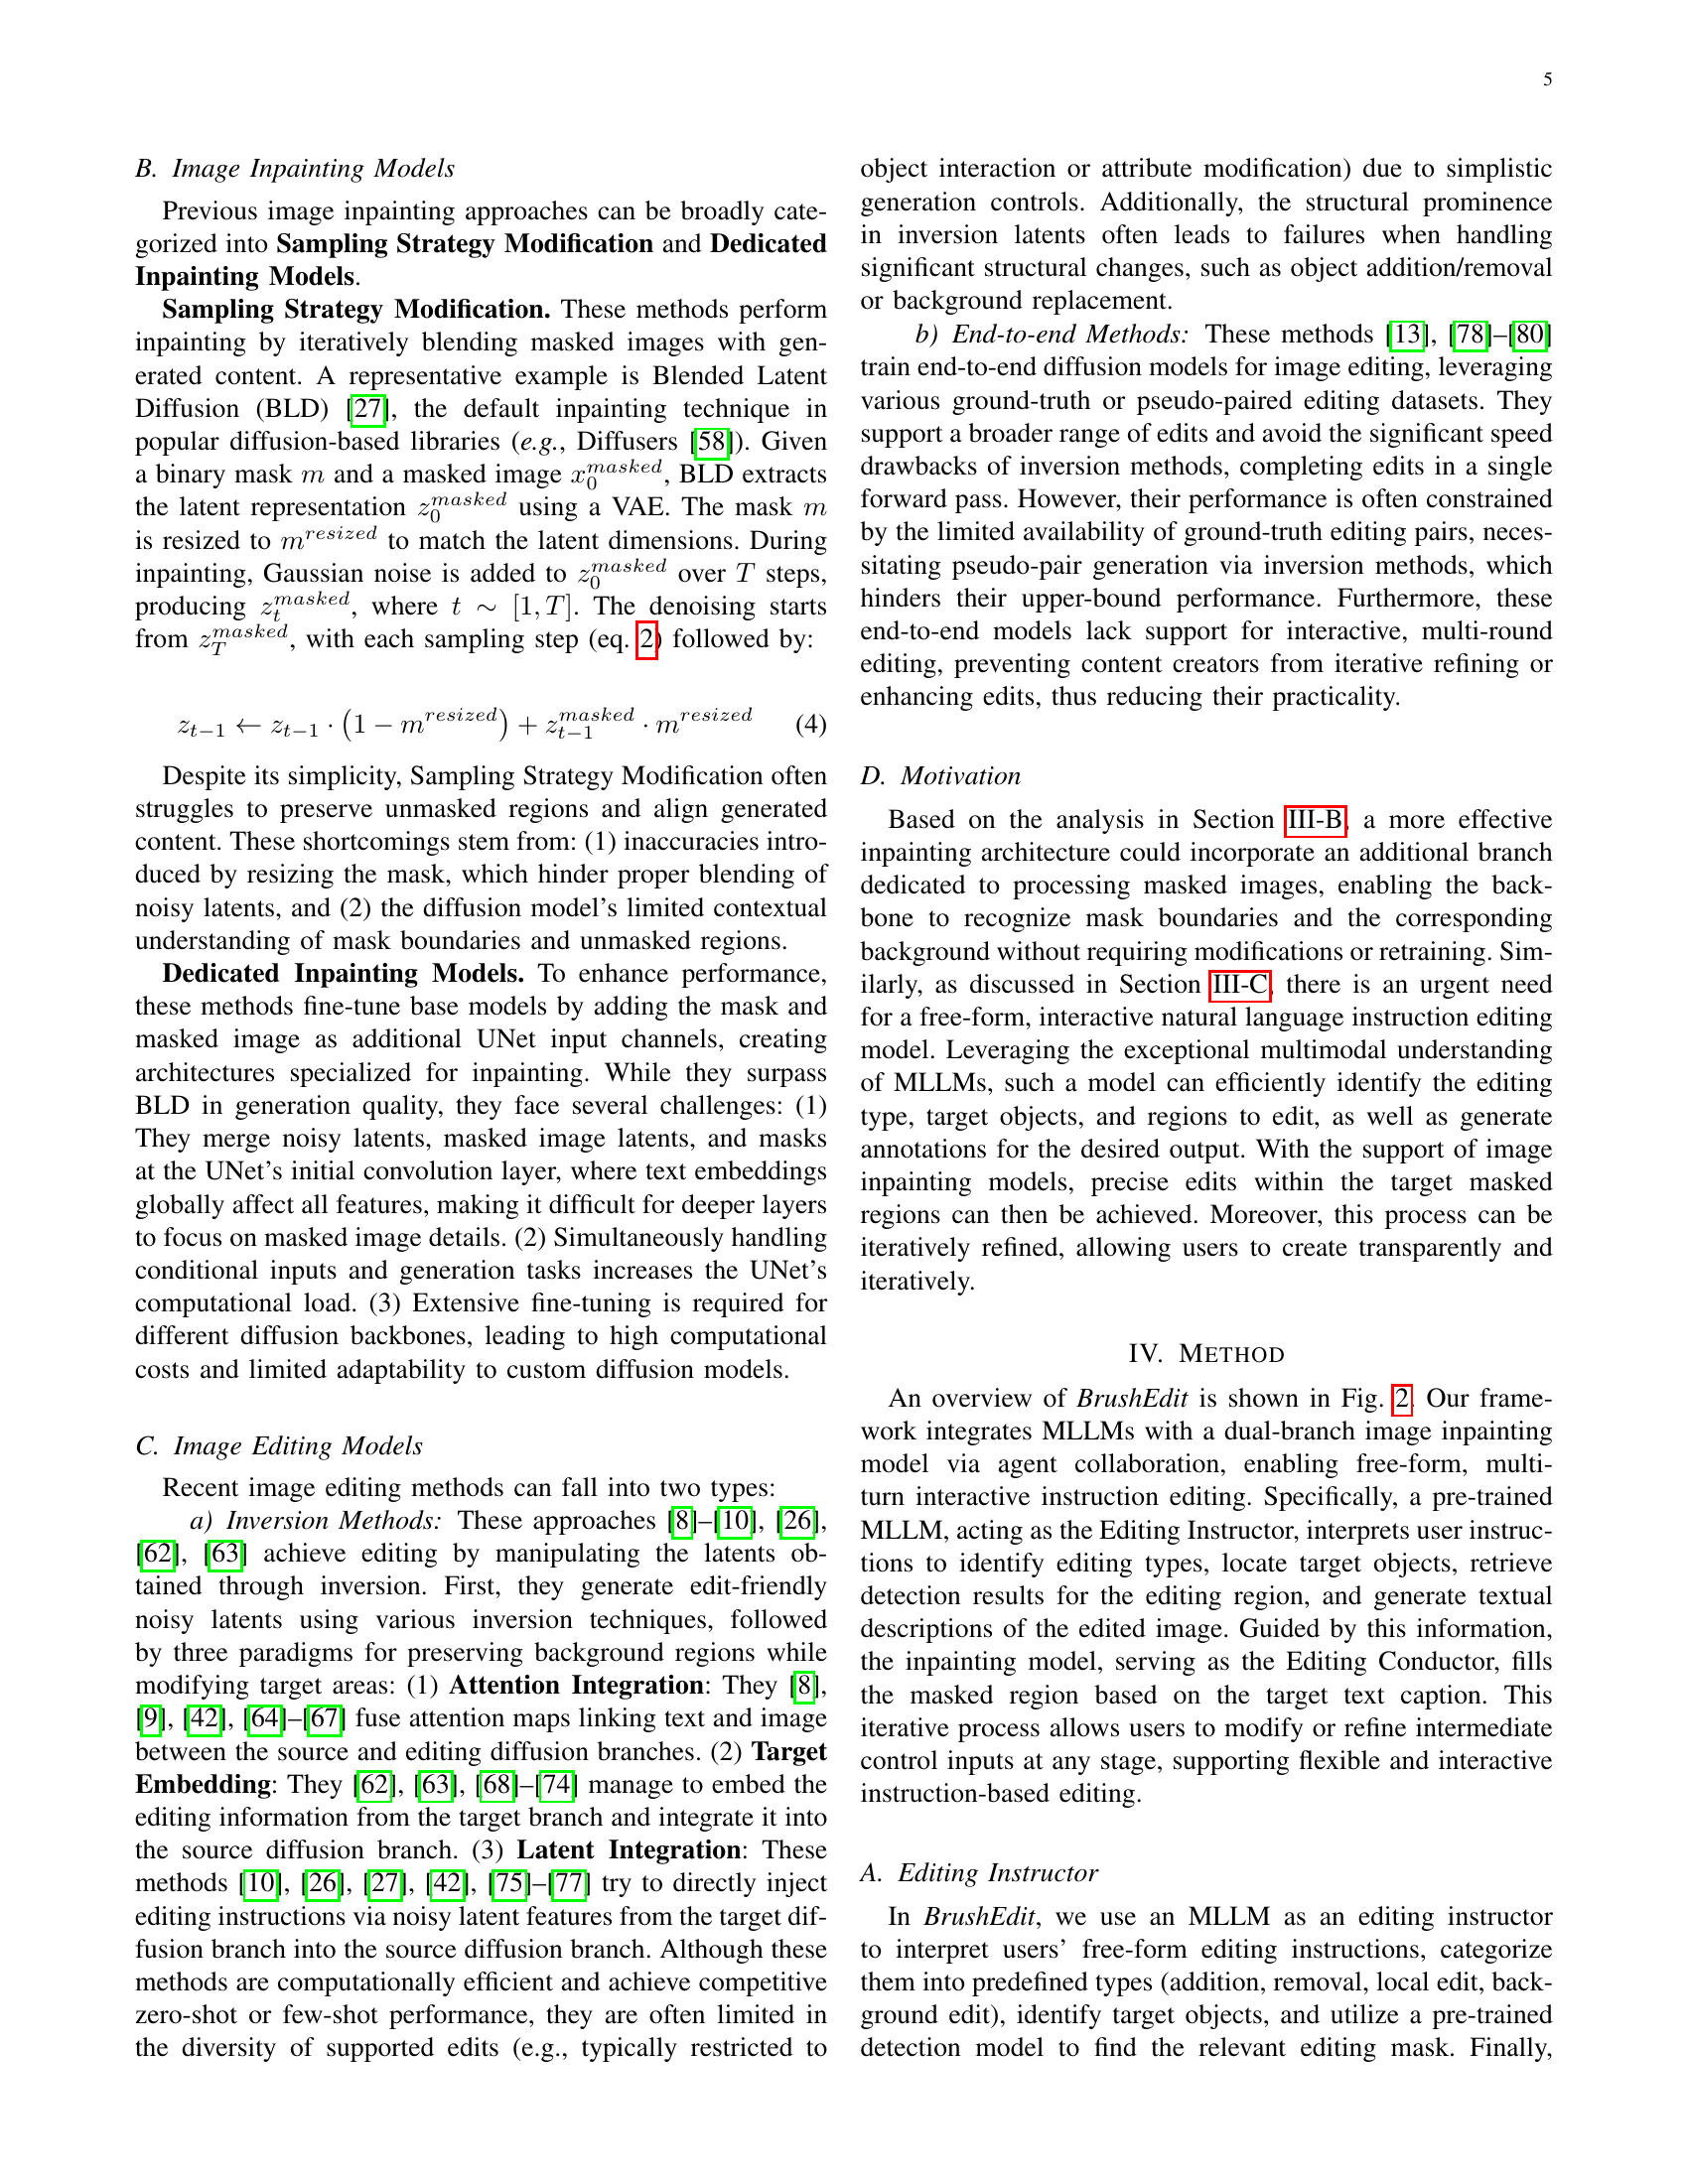 5
B. Image Inpainting Models
Previous image inpainting approaches can be broadly cate-
gorized into Sampling Strategy Modification and Dedicated
Inpainting Models.
Sampling Strategy Modification. These methods perform
inpainting by iteratively blending masked images with gen-
erated content. A representative example is Blended Latent
Diffusion (BLD) [27], the default inpainting technique in
popular diffusion-based libraries (e.g., Diffusers [58]). Given
a binary mask m and a masked image x_0^{masked}, BLD extracts
the latent representation z_0^{masked} using a VAE. The mask m
is resized to m^{resized} to match the latent dimensions. During
inpainting, Gaussian noise is added to z_0^{masked} over T steps,
producing z_t^{masked}, where t ∼ [1, T]. The denoising starts
from z_T^{masked}, with each sampling step (eq. 2) followed by:
z_{t−1} ← z_{t−1} · (1 − m^{resized}) + z_{t−1}^{masked} · m^{resized} (4)
Despite its simplicity, Sampling Strategy Modification often
struggles to preserve unmasked regions and align generated
content. These shortcomings stem from: (1) inaccuracies intro-
duced by resizing the mask, which hinder proper blending of
noisy latents, and (2) the diffusion model's limited contextual
understanding of mask boundaries and unmasked regions.
Dedicated Inpainting Models. To enhance performance,
these methods fine-tune base models by adding the mask and
masked image as additional UNet input channels, creating
architectures specialized for inpainting. While they surpass
BLD in generation quality, they face several challenges: (1)
They merge noisy latents, masked image latents, and masks
at the UNet's initial convolution layer, where text embeddings
globally affect all features, making it difficult for deeper layers
to focus on masked image details. (2) Simultaneously handling
conditional inputs and generation tasks increases the UNet's
computational load. (3) Extensive fine-tuning is required for
different diffusion backbones, leading to high computational
costs and limited adaptability to custom diffusion models.
C. Image Editing Models
Recent image editing methods can fall into two types:
a) Inversion Methods: These approaches [8]–[10], [26],
[62], [63] achieve editing by manipulating the latents ob-
tained through inversion. First, they generate edit-friendly
noisy latents using various inversion techniques, followed
by three paradigms for preserving background regions while
modifying target areas: (1) Attention Integration: They [8],
[9], [42], [64]–[67] fuse attention maps linking text and image
between the source and editing diffusion branches. (2) Target
Embedding: They [62], [63], [68]–[74] manage to embed the
editing information from the target branch and integrate it into
the source diffusion branch. (3) Latent Integration: These
methods [10], [26], [27], [42], [75]–[77] try to directly inject
editing instructions via noisy latent features from the target dif-
fusion branch into the source diffusion branch. Although these
methods are computationally efficient and achieve competitive
zero-shot or few-shot performance, they are often limited in
the diversity of supported edits (e.g., typically restricted to
object interaction or attribute modification) due to simplistic
generation controls. Additionally, the structural prominence
in inversion latents often leads to failures when handling
significant structural changes, such as object addition/removal
or background replacement.
b) End-to-end Methods: These methods [13], [78]–[80]
train end-to-end diffusion models for image editing, leveraging
various ground-truth or pseudo-paired editing datasets. They
support a broader range of edits and avoid the significant speed
drawbacks of inversion methods, completing edits in a single
forward pass. However, their performance is often constrained
by the limited availability of ground-truth editing pairs, neces-
sitating pseudo-pair generation via inversion methods, which
hinders their upper-bound performance. Furthermore, these
end-to-end models lack support for interactive, multi-round
editing, preventing content creators from iterative refining or
enhancing edits, thus reducing their practicality.
D. Motivation
Based on the analysis in Section III-B, a more effective
inpainting architecture could incorporate an additional branch
dedicated to processing masked images, enabling the back-
bone to recognize mask boundaries and the corresponding
background without requiring modifications or retraining. Sim-
ilarly, as discussed in Section III-C, there is an urgent need
for a free-form, interactive natural language instruction editing
model. Leveraging the exceptional multimodal understanding
of MLLMs, such a model can efficiently identify the editing
type, target objects, and regions to edit, as well as generate
annotations for the desired output. With the support of image
inpainting models, precise edits within the target masked
regions can then be achieved. Moreover, this process can be
iteratively refined, allowing users to create transparently and
iteratively.
IV. METHOD
An overview of BrushEdit is shown in Fig. 2. Our frame-
work integrates MLLMs with a dual-branch image inpainting
model via agent collaboration, enabling free-form, multi-
turn interactive instruction editing. Specifically, a pre-trained
MLLM, acting as the Editing Instructor, interprets user instruc-
tions to identify editing types, locate target objects, retrieve
detection results for the editing region, and generate textual
descriptions of the edited image. Guided by this information,
the inpainting model, serving as the Editing Conductor, fills
the masked region based on the target text caption. This
iterative process allows users to modify or refine intermediate
control inputs at any stage, supporting flexible and interactive
instruction-based editing.
A. Editing Instructor
In BrushEdit, we use an MLLM as an editing instructor
to interpret users' free-form editing instructions, categorize
them into predefined types (addition, removal, local edit, back-
ground edit), identify target objects, and utilize a pre-trained
detection model to find the relevant editing mask. Finally,